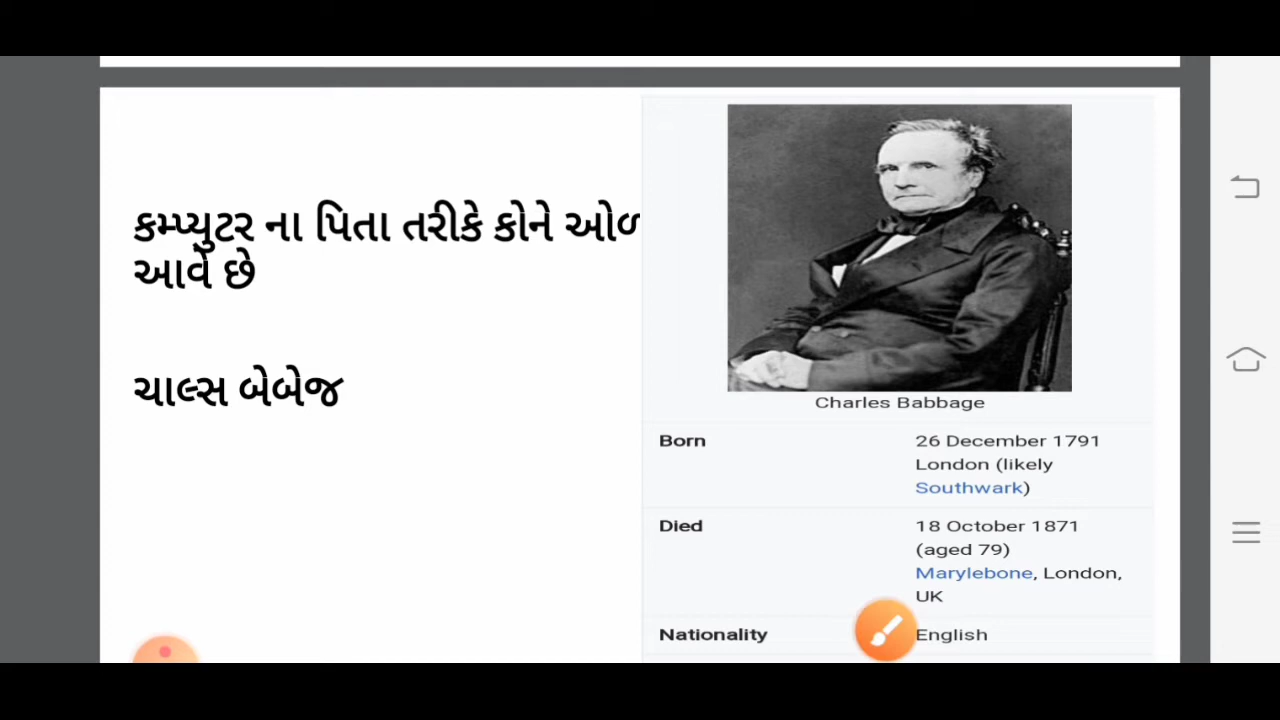 કમ્પ્યુટર ના પિતા તરીકે કોને
આવે છે
ચાલ્સ બેબેજ
Charles Babbage
Born 26 December 1791
London (likely
Southwark)
Died 18 October 1871
(aged 79)
Marylebone, London,
UK
Nationality English